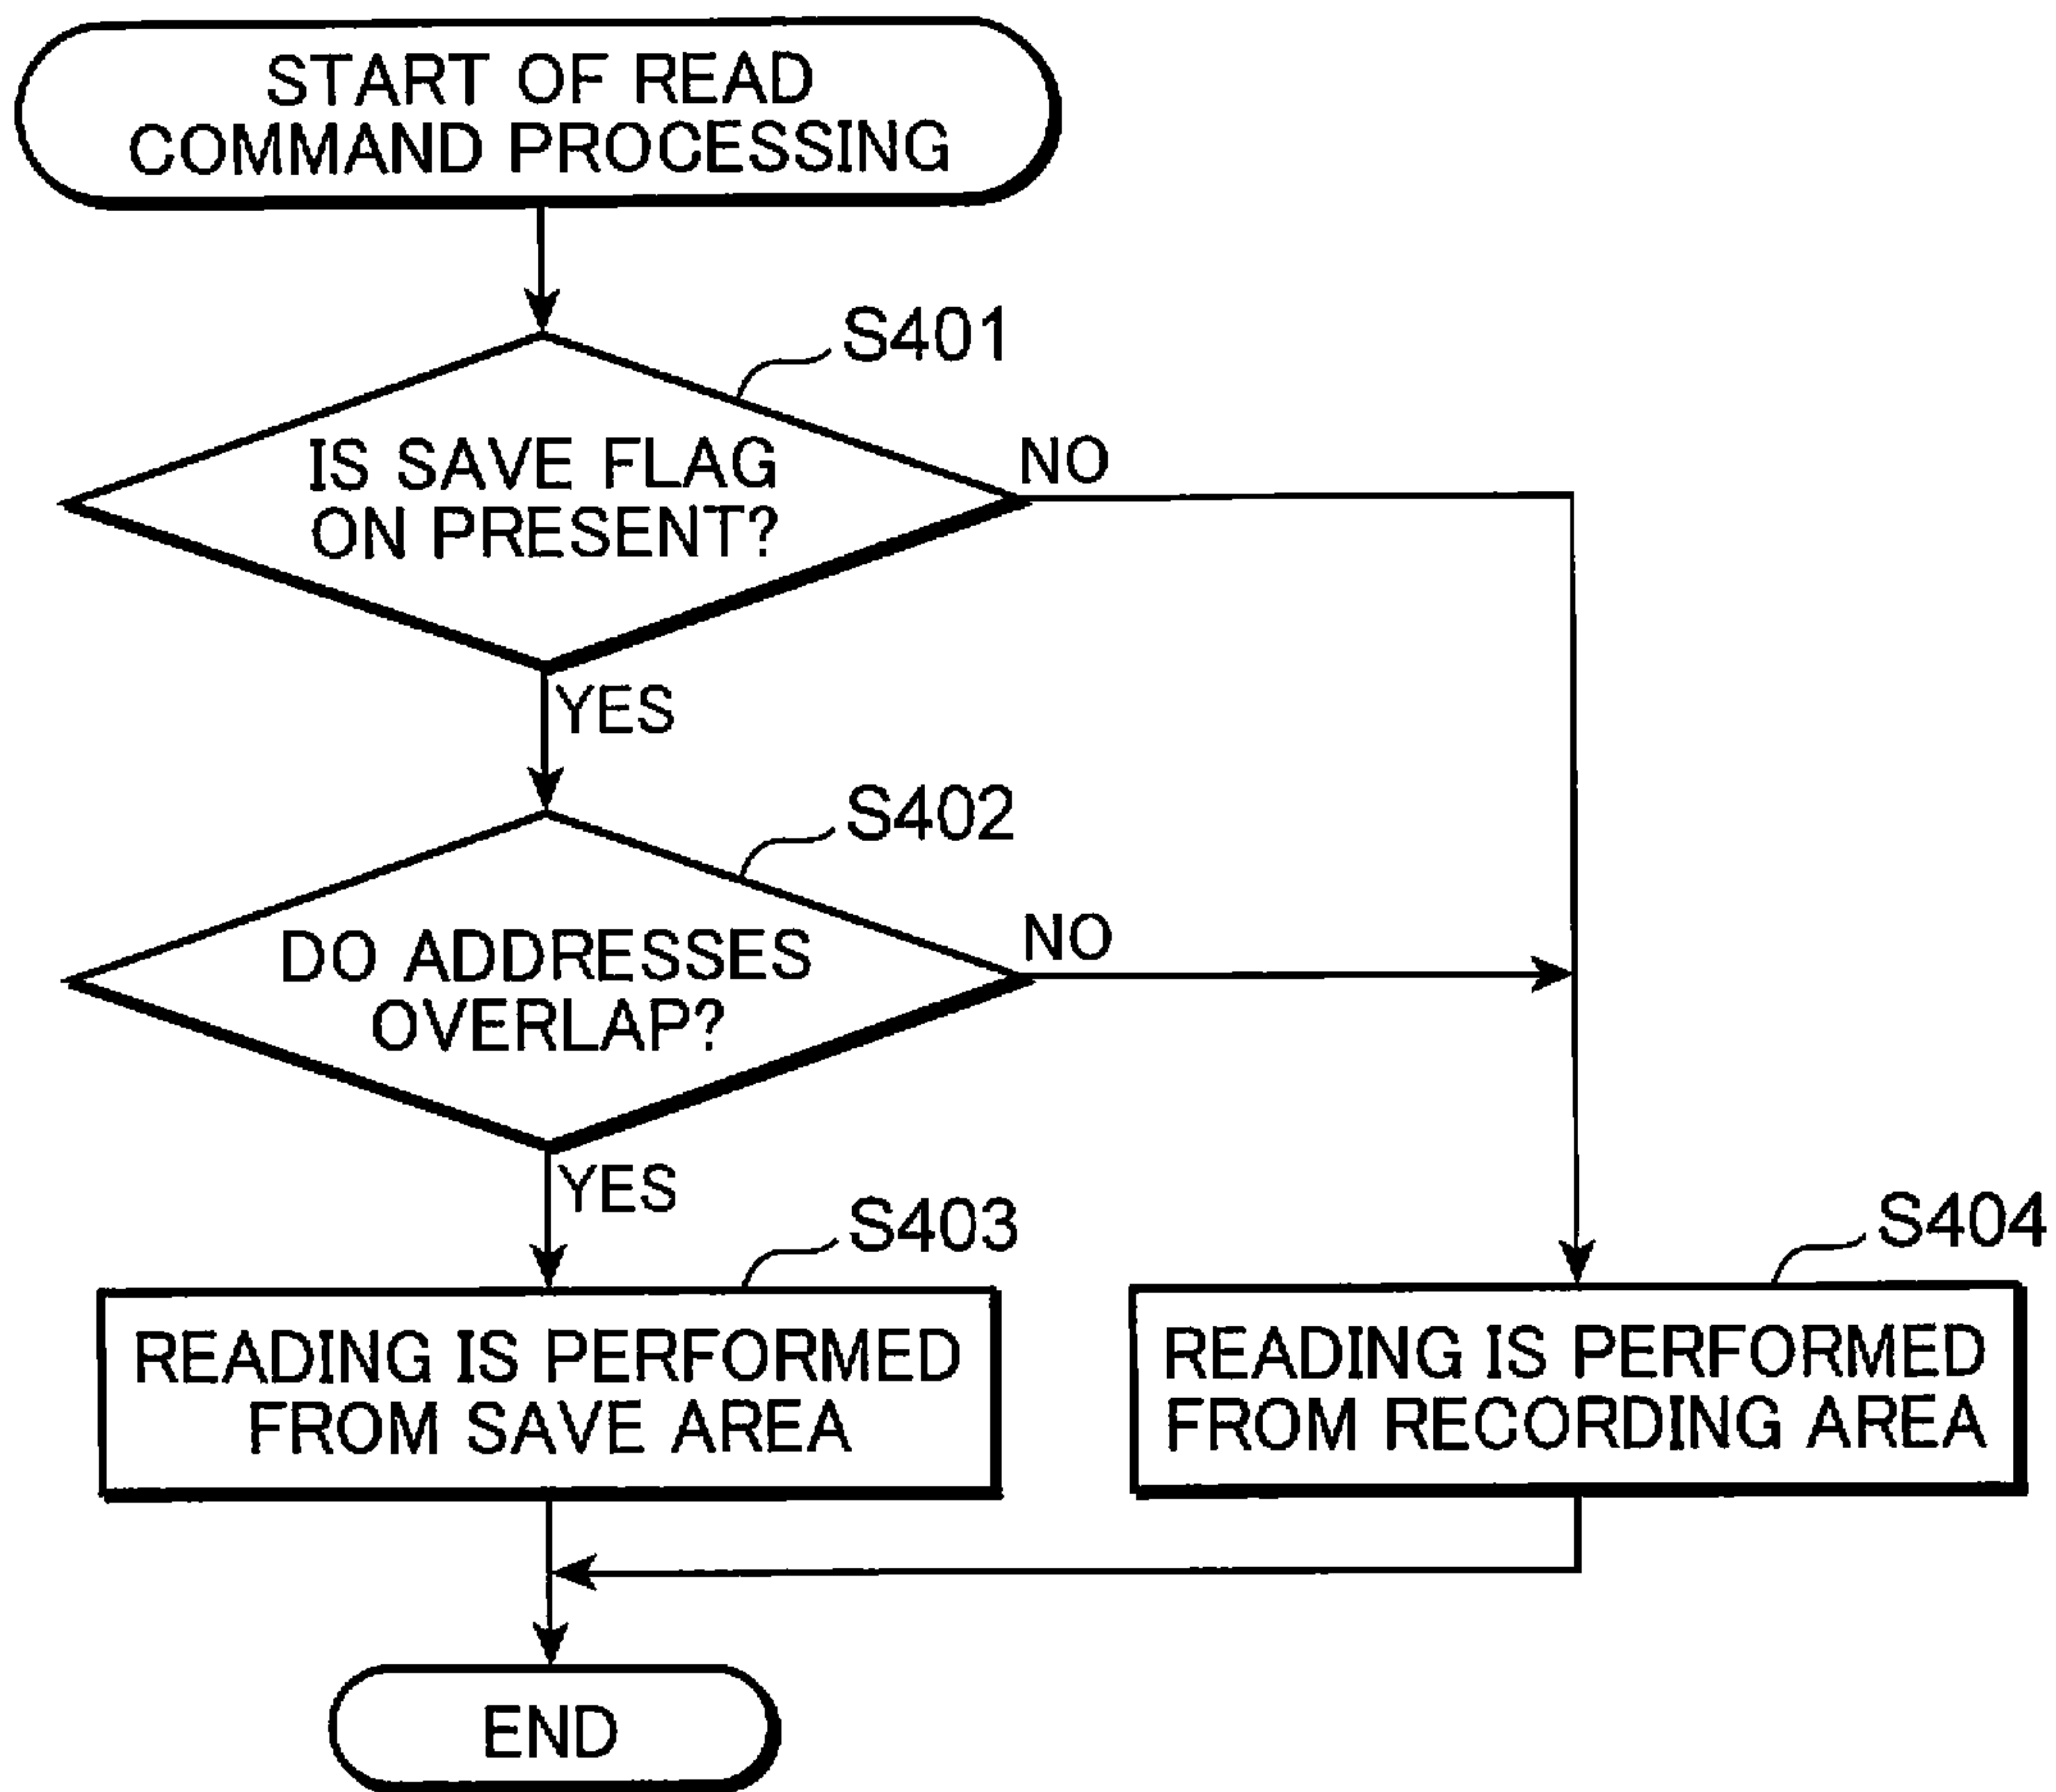 START OF READ
COMMAND PROCESSING
S401
IS SAVE FLAG
ON PRESENT?
NO
YES
S402
DO ADDRESSES
OVERLAP?
NO
YES
S403
READING IS PERFORMED
FROM SAVE AREA
S404
READING IS PERFORMED
FROM RECORDING AREA
END